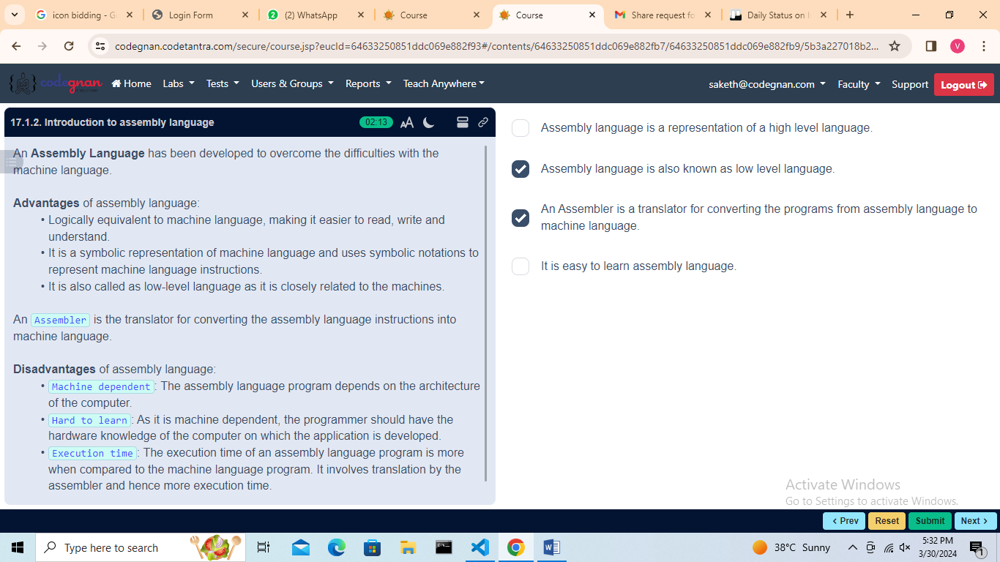 icon bidding - G
Login Form
2
(2) WhatsApp
Course
Course
Share request fo
Daily Status on
codegnan.codetantra.com/secure/course.jsp?eucId=64633250851ddc069e882f93#/contents/64633250851ddc069e882fb7/64633250851ddc069e882fb9/5b3a227018b2...
V
codegnan
Home
Labs
Tests
Users & Groups
Reports
Teach Anywhere
saketh@codegnan.com
Faculty
Support
Logout
17.1.2. Introduction to assembly language
02:13
AA
An Assembly Language has been developed to overcome the difficulties with the
machine language.
Advantages of assembly language:
• Logically equivalent to machine language, making it easier to read, write and
understand.
• It is a symbolic representation of machine language and uses symbolic notations to
represent machine language instructions.
• It is also called as low-level language as it is closely related to the machines.
An Assembler is the translator for converting the assembly language instructions into
machine language.
Disadvantages of assembly language:
• Machine dependent: The assembly language program depends on the architecture
of the computer.
• Hard to learn: As it is machine dependent, the programmer should have the
hardware knowledge of the computer on which the application is developed.
• Execution time: The execution time of an assembly language program is more
when compared to the machine language program. It involves translation by the
assembler and hence more execution time.
Assembly language is a representation of a high level language.
Assembly language is also known as low level language.
An Assembler is a translator for converting the programs from assembly language to
machine language.
It is easy to learn assembly language.
Activate Windows
Go to Settings to activate Windows.
< Prev
Reset
Submit
Next >
Type here to search
38°C Sunny
5:32 PM
3/30/2024
1